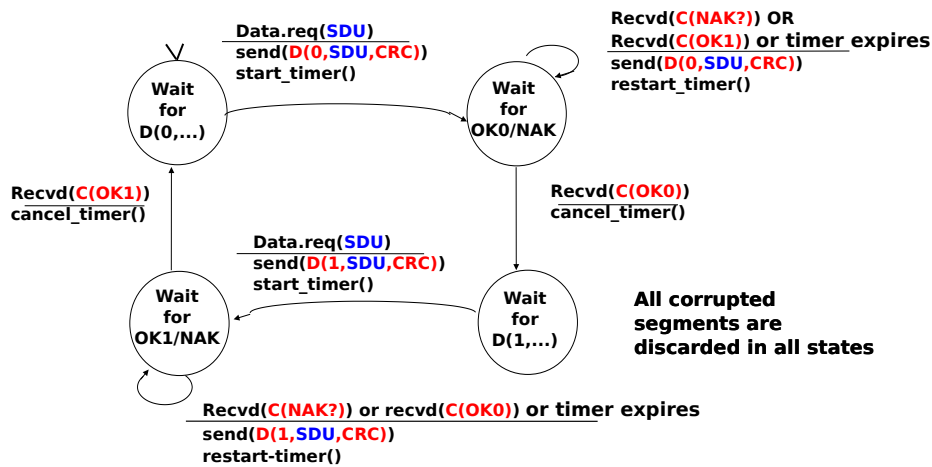 Data.req(SDU)
send(D(0,SDU,CRC))
start_timer()
Recvd(C(NAK?)) OR
Recvd(C(OK1)) or timer expires
send(D(0,SDU,CRC))
restart_timer()
Wait
for
D(0,...)
Wait
for
OK0/NAK
Recvd(C(OK1))
cancel_timer()
Recvd(C(OK0))
cancel_timer()
Data.req(SDU)
send(D(1,SDU,CRC))
start_timer()
Wait
for
OK1/NAK
Wait
for
D(1,...)
All corrupted
segments are
discarded in all states
Recvd(C(NAK?)) or recvd(C(OK0)) or timer expires
send(D(1,SDU,CRC))
restart-timer()